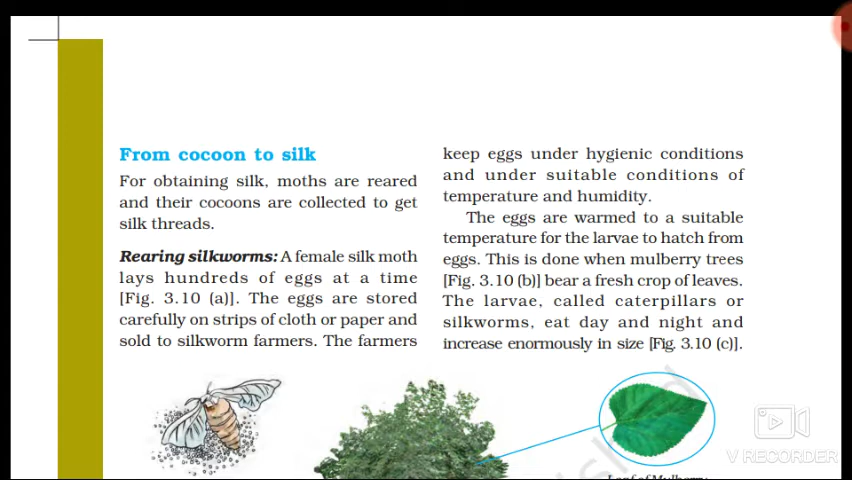 From cocoon to silk
For obtaining silk, moths are reared
and their cocoons are collected to get
silk threads.
Rearing silkworms: A female silk moth
lays hundreds of eggs at a time
[Fig. 3.10 (a)]. The eggs are stored
carefully on strips of cloth or paper and
sold to silkworm farmers. The farmers
keep eggs under hygienic conditions
and under suitable conditions of
temperature and humidity.
The eggs are warmed to a suitable
temperature for the larvae to hatch from
eggs. This is done when mulberry trees
[Fig. 3.10 (b)] bear a fresh crop of leaves.
The larvae, called caterpillars or
silkworms, eat day and night and
increase enormously in size [Fig. 3.10 (c)].
Leaf of Mulberry
V RECORDER